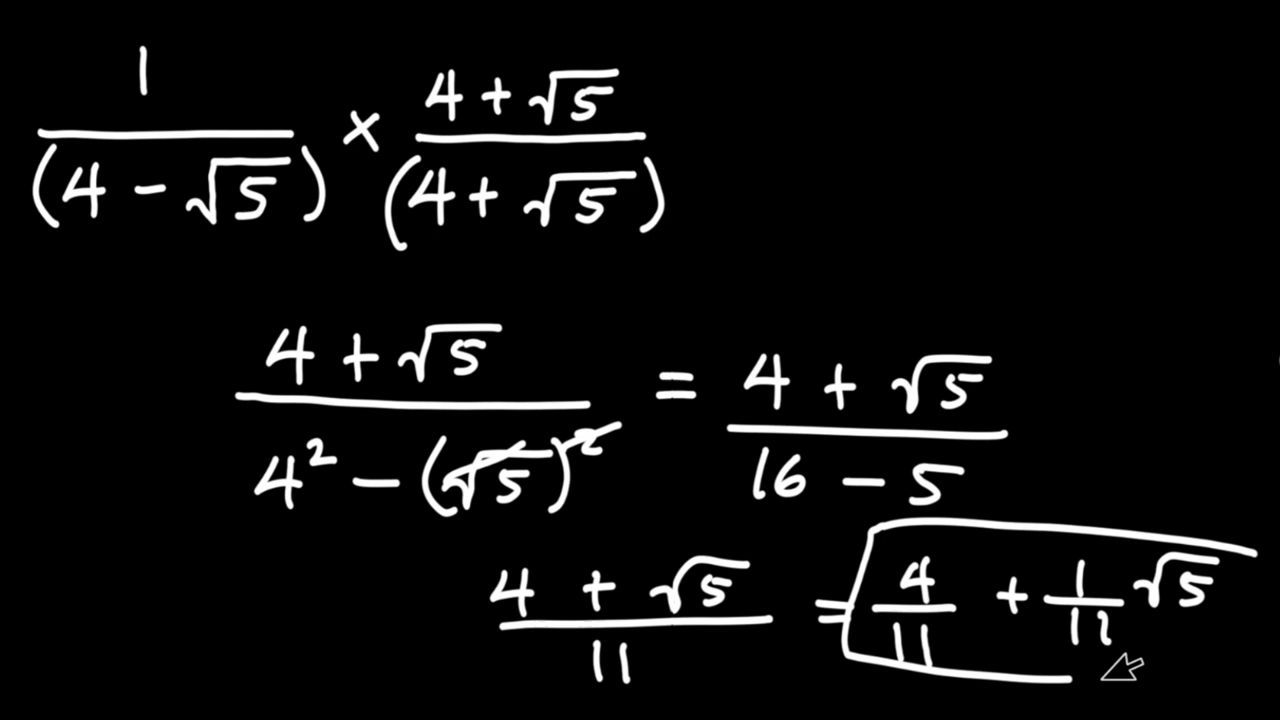 1/(4 - √5) × (4 + √5)/(4 + √5)
(4 + √5)/(4² - (√5)²) = (4 + √5)/(16 - 5)
(4 + √5)/11 = 4/11 + 1/11 √5